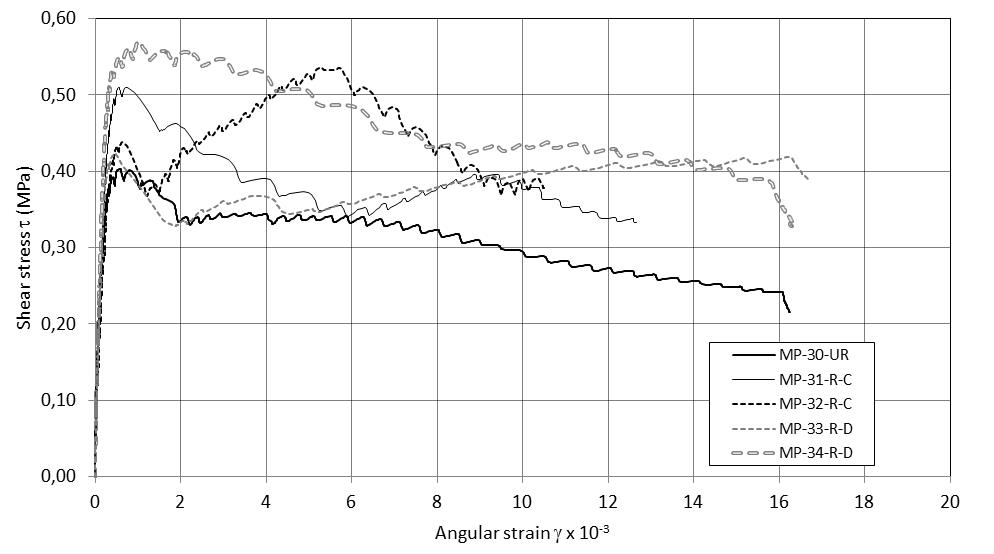 0,60
0,50
0,40
0,30
0,20
0,10
0,00
Shear stress τ (MPa)
0 2 4 6 8 10 12 14 16 18 20
Angular strain γ x 10⁻³
MP-30-UR
MP-31-R-C
MP-32-R-C
MP-33-R-D
MP-34-R-D